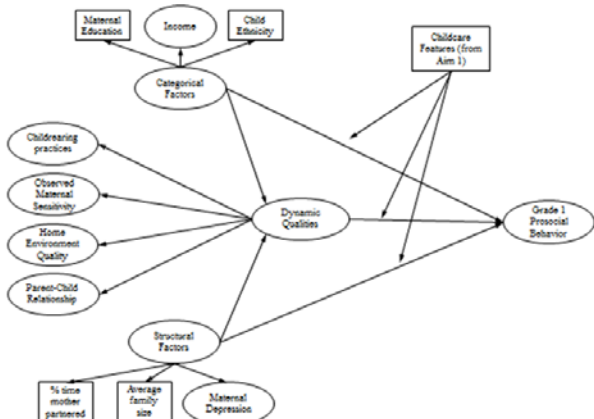 Maternal
Education
Income
Child
Ethnicity
Childcare
Features (from
Aim 1)
Categorical
Factors
Childrearing
practices
Observed
Maternal
Sensitivity
Home
Environment
Quality
Parent-Child
Relationship
Dynamic
Qualities
Grade 1
Prosocial
Behavior
Structural
Factors
% time
mother
partnered
Average
family
size
Maternal
Depression